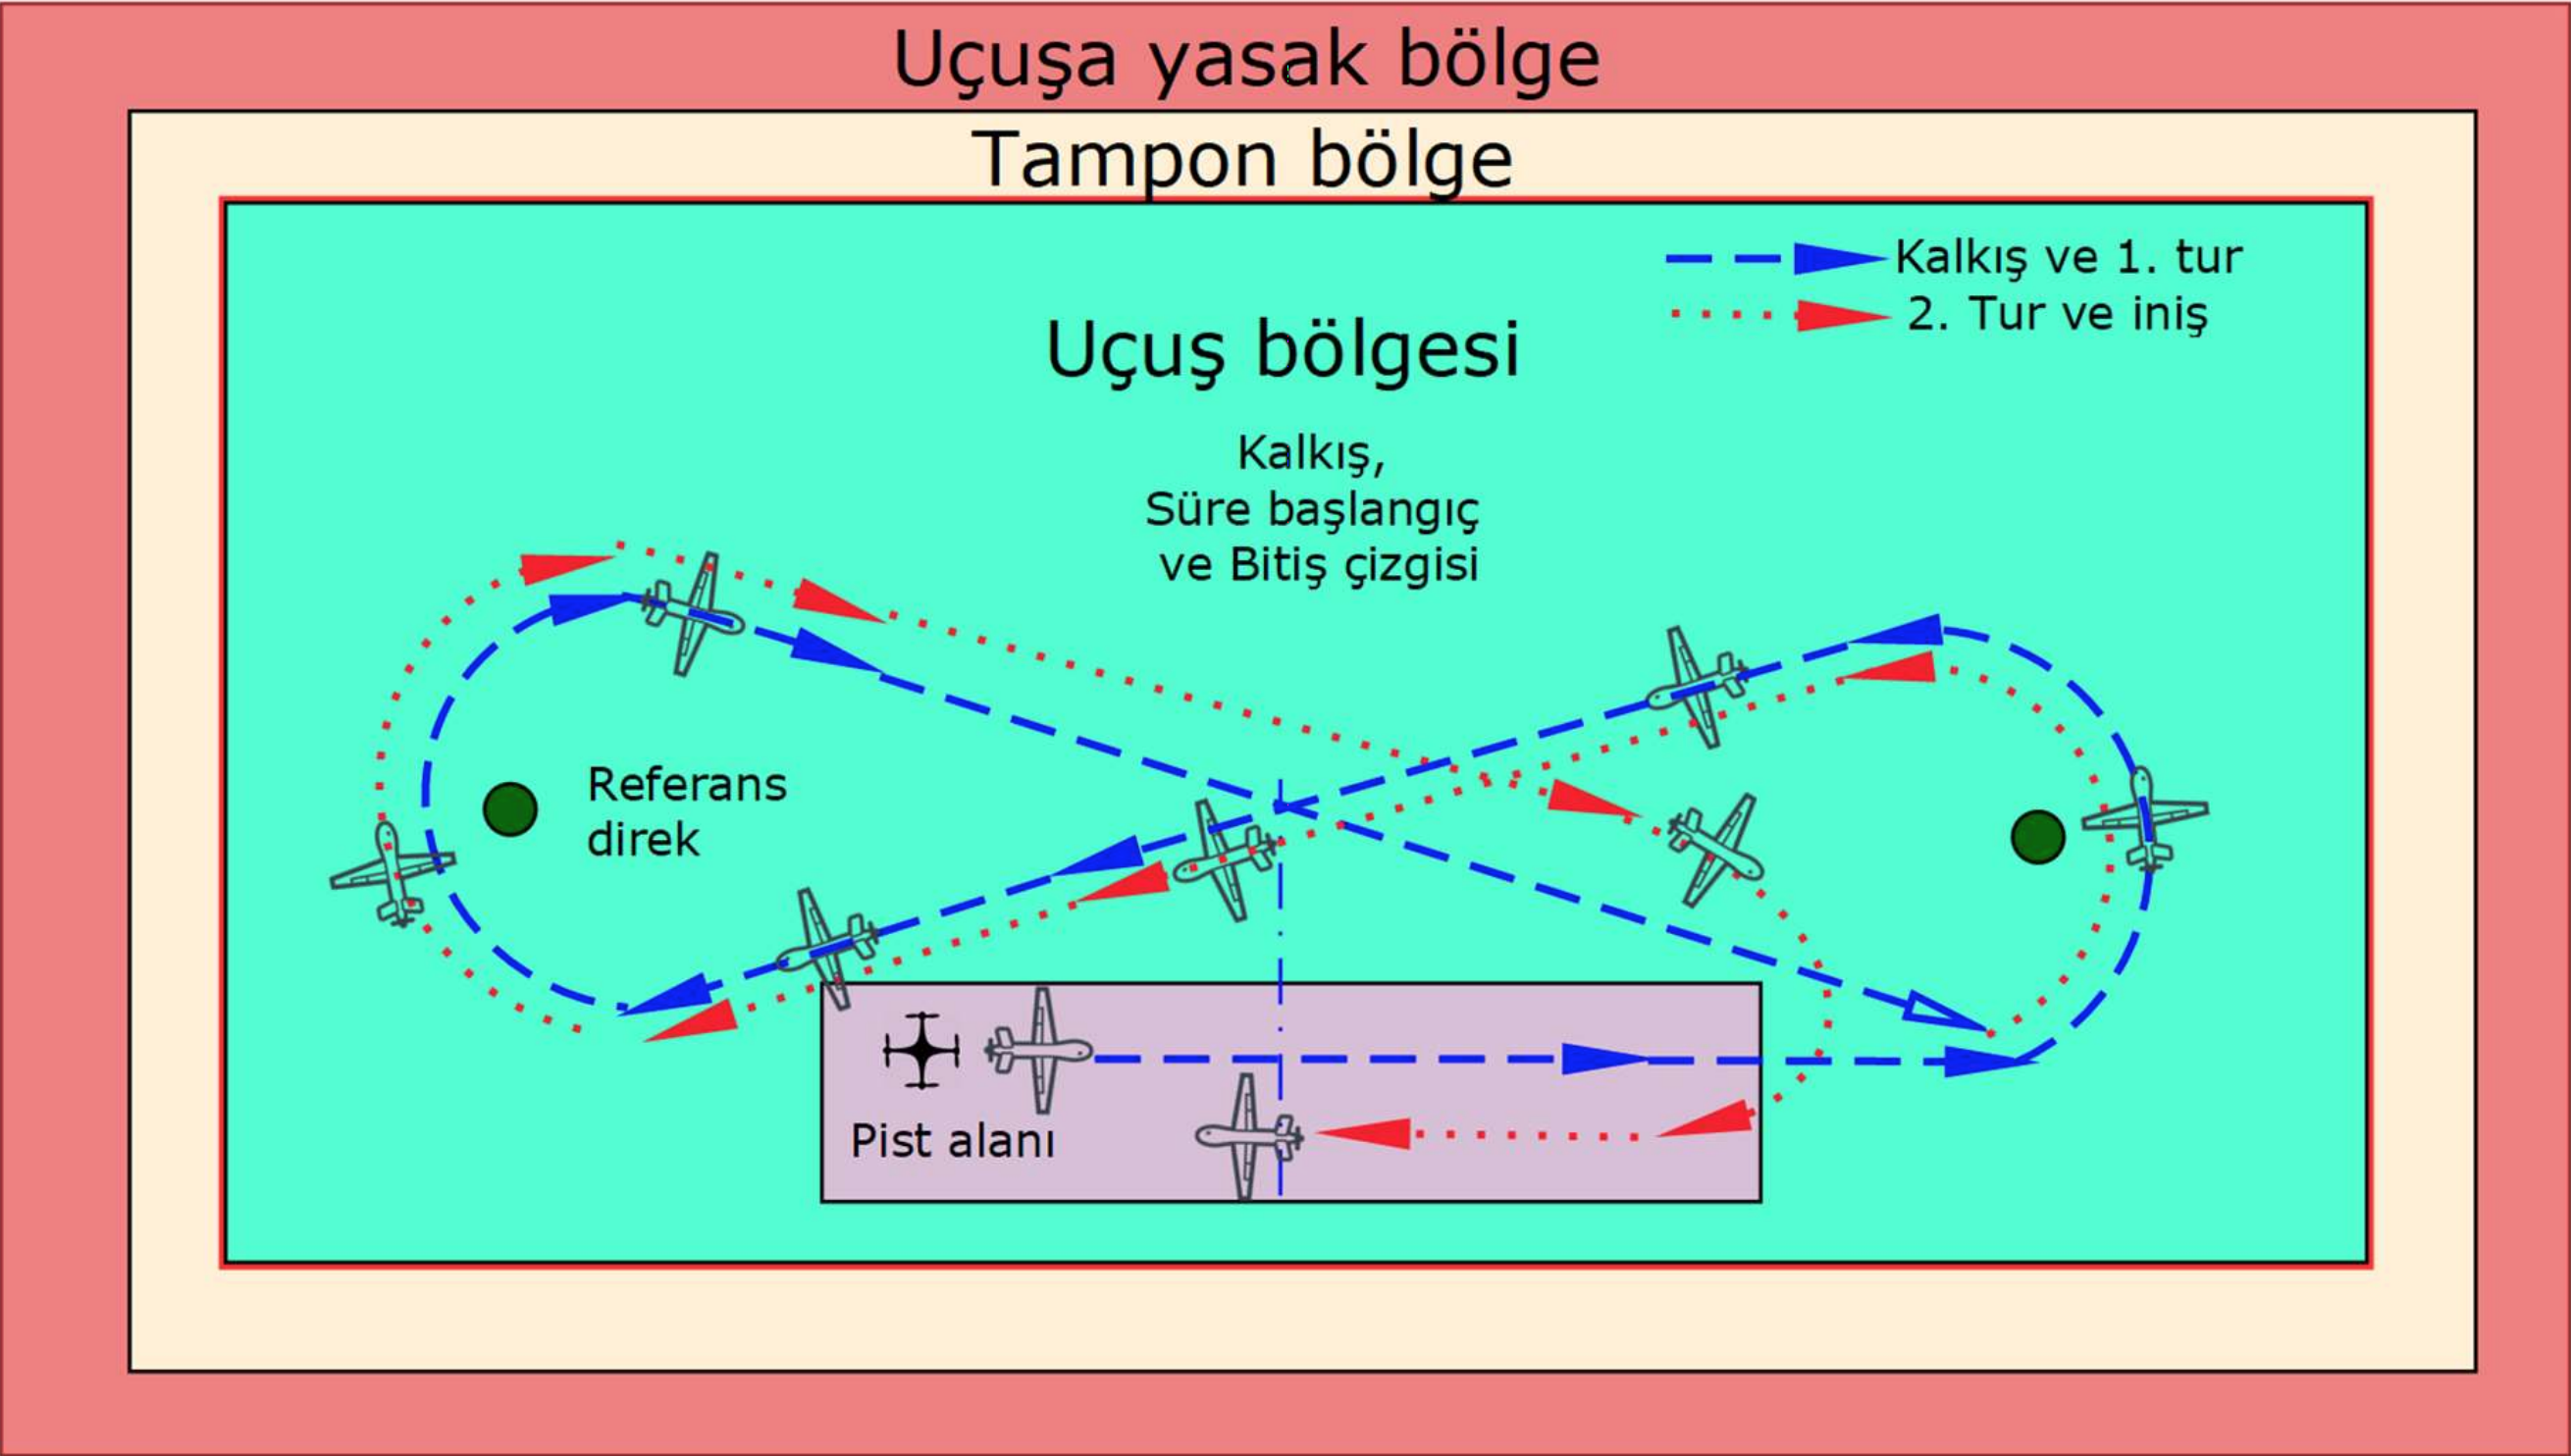 Uçuşa yasak bölge
Tampon bölge
Kalkış ve 1. tur
2. Tur ve iniş
Uçuş bölgesi
Kalkış,
Süre başlangıç
ve Bitiş çizgisi
Referans
direk
Pist alanı